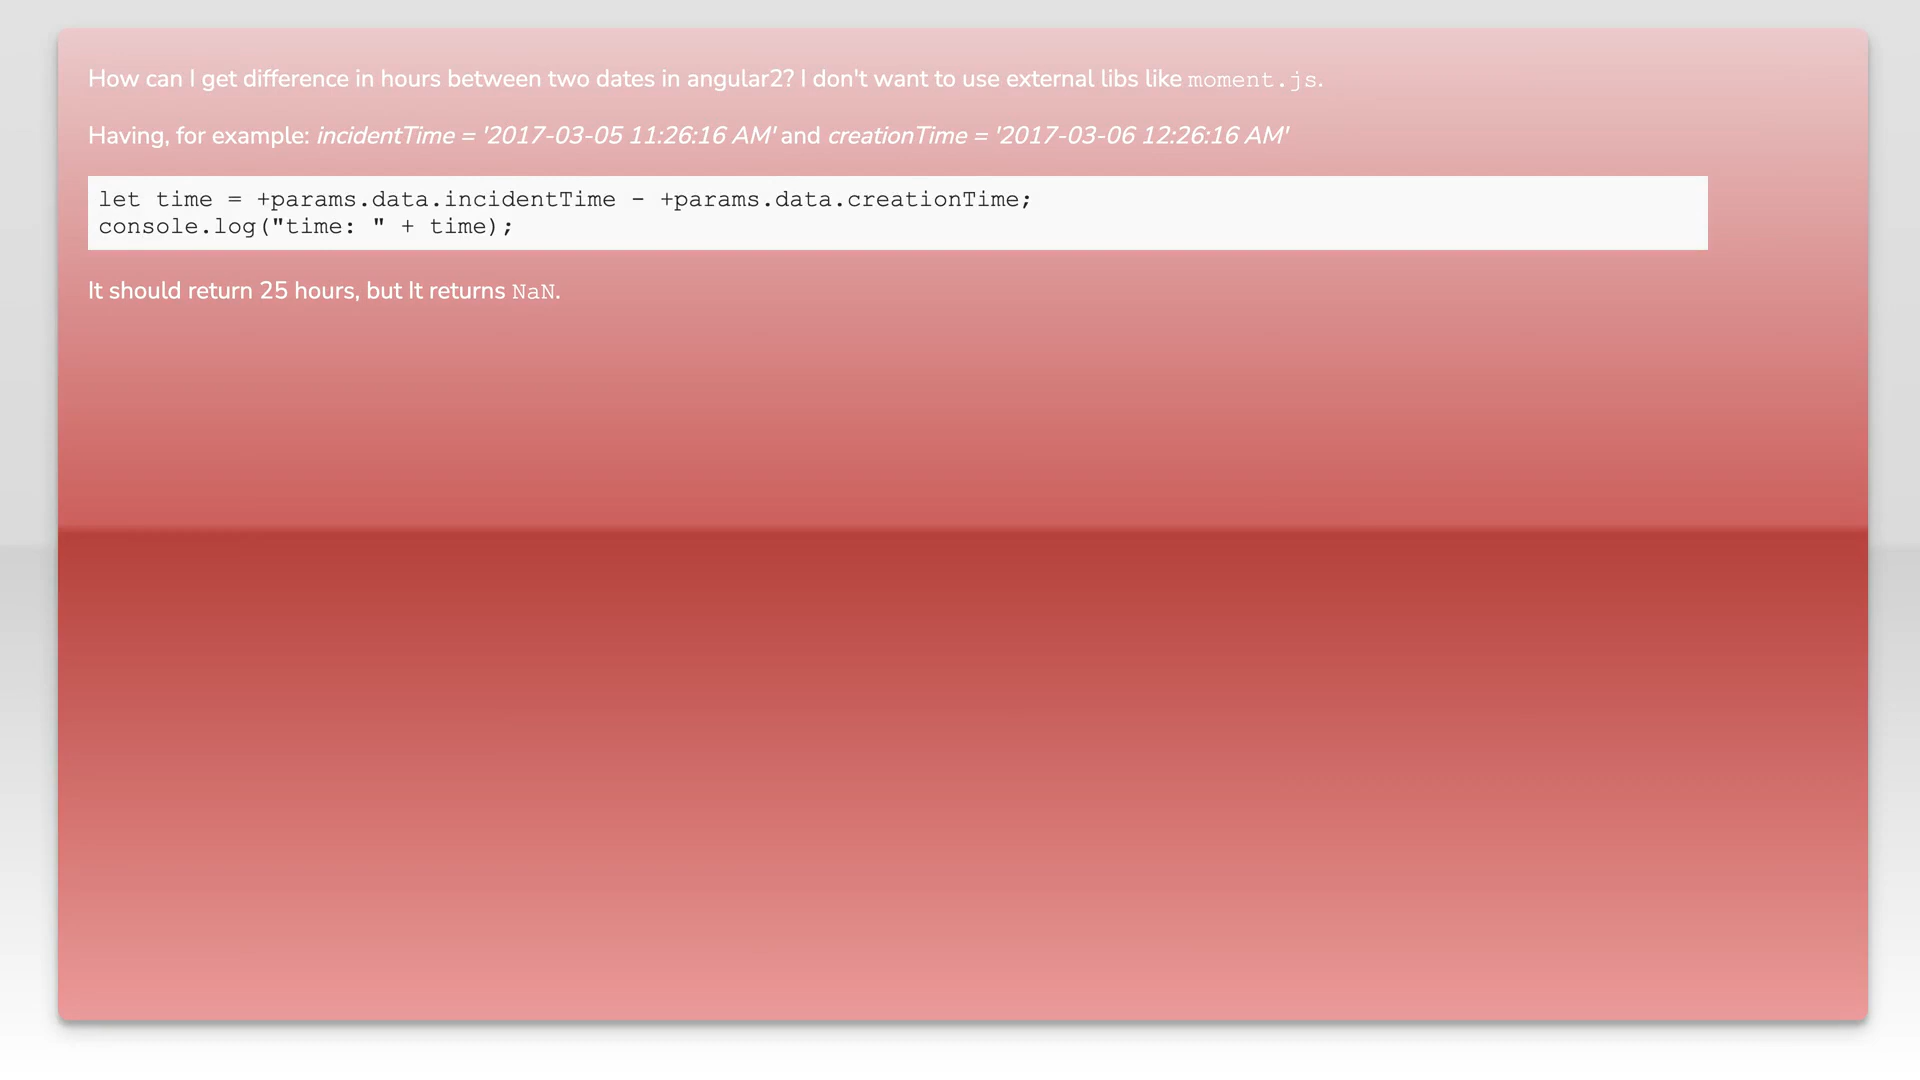 How can I get difference in hours between two dates in angular2? I don't want to use external libs like moment.js.
Having, for example: incidentTime = '2017-03-05 11:26:16 AM' and creationTime = '2017-03-06 12:26:16 AM'
let time = +params.data.incidentTime - +params.data.creationTime;
console.log("time: " + time);
It should return 25 hours, but It returns NaN.